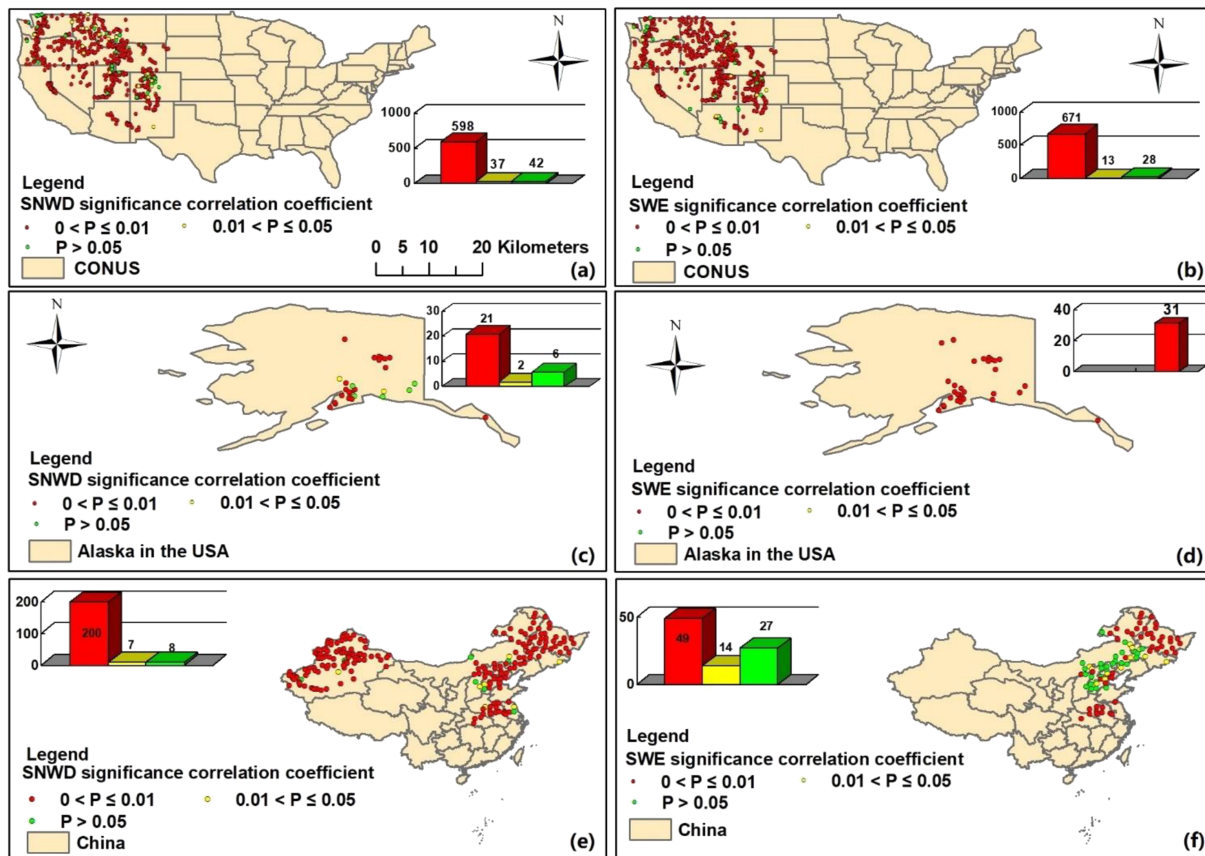 N
1000
598
500
37
42
0
Legend
SNWD significance correlation coefficient
0 < P ≤ 0.01
0.01 < P ≤ 0.05
P > 0.05
0 5 10 20 Kilometers
CONUS
(a)
N
1000
671
500
13
28
0
Legend
SWE significance correlation coefficient
0 < P ≤ 0.01
0.01 < P ≤ 0.05
P > 0.05
CONUS
(b)
N
30
21
20
10
2
6
0
Legend
SNWD significance correlation coefficient
0 < P ≤ 0.01
0.01 < P ≤ 0.05
P > 0.05
Alaska in the USA
(c)
N
40
31
20
0
Legend
SWE significance correlation coefficient
0 < P ≤ 0.01
0.01 < P ≤ 0.05
P > 0.05
Alaska in the USA
(d)
200
200
100
7
8
0
Legend
SNWD significance correlation coefficient
0 < P ≤ 0.01
0.01 < P ≤ 0.05
P > 0.05
China
(e)
50
49
14
27
0
Legend
SWE significance correlation coefficient
0 < P ≤ 0.01
0.01 < P ≤ 0.05
P > 0.05
China
(f)